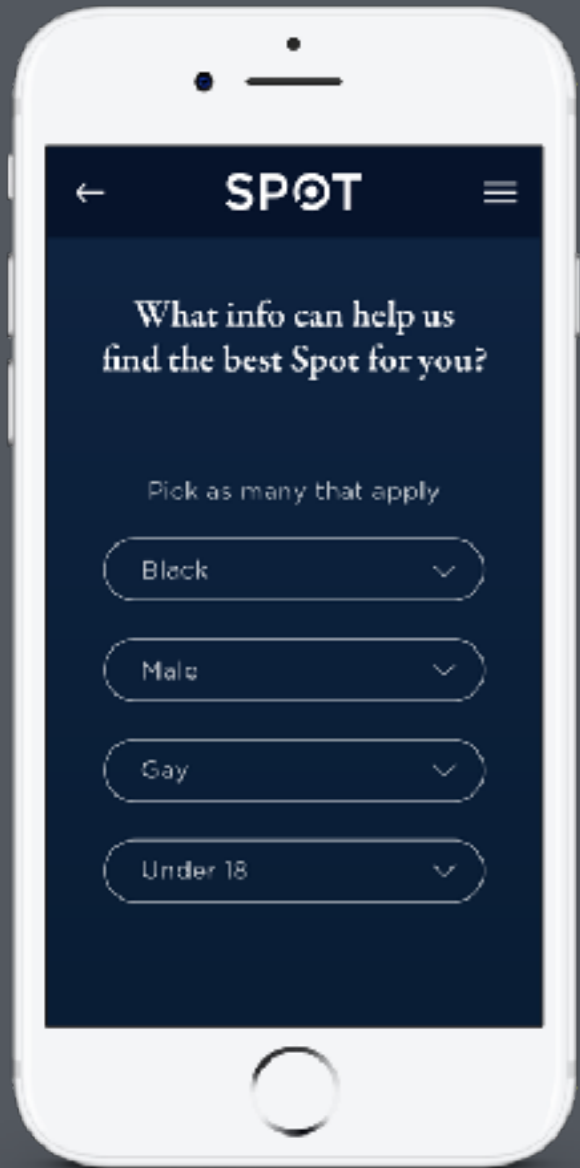 SPOT
What info can help us
find the best Spot for you?
Pick as many that apply
Black
Male
Gay
Under 18